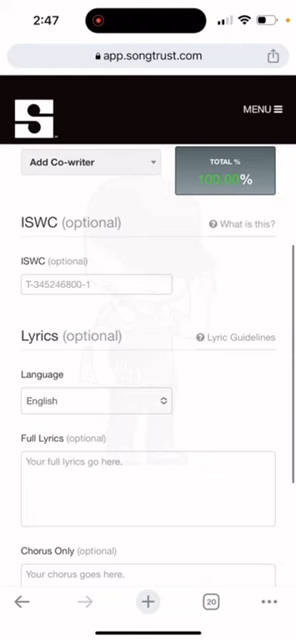 2:47
app.songtrust.com
MENU
Add Co-writer
TOTAL %
100.00%
ISWC (optional)
What is this?
ISWC (optional)
T-345246800-1
Lyrics (optional)
Lyric Guidelines
Language
English
Full Lyrics (optional)
Your full lyrics go here.
Chorus Only (optional)
Your chorus goes here.
20